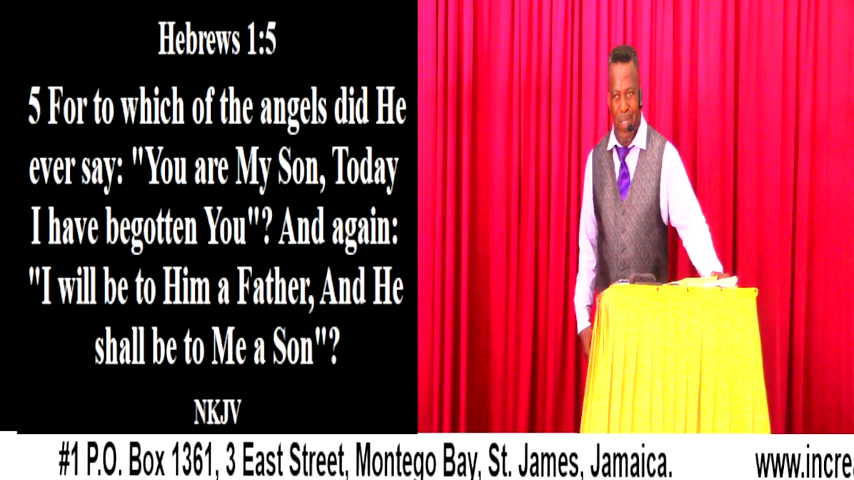 Hebrews 1:5
5 For to which of the angels did He
ever say: "You are My Son, Today
I have begotten You"? And again:
"I will be to Him a Father, And He
shall be to Me a Son"?
NKJV
#1 P.O. Box 1361, 3 East Street, Montego Bay, St. James, Jamaica. www.incre